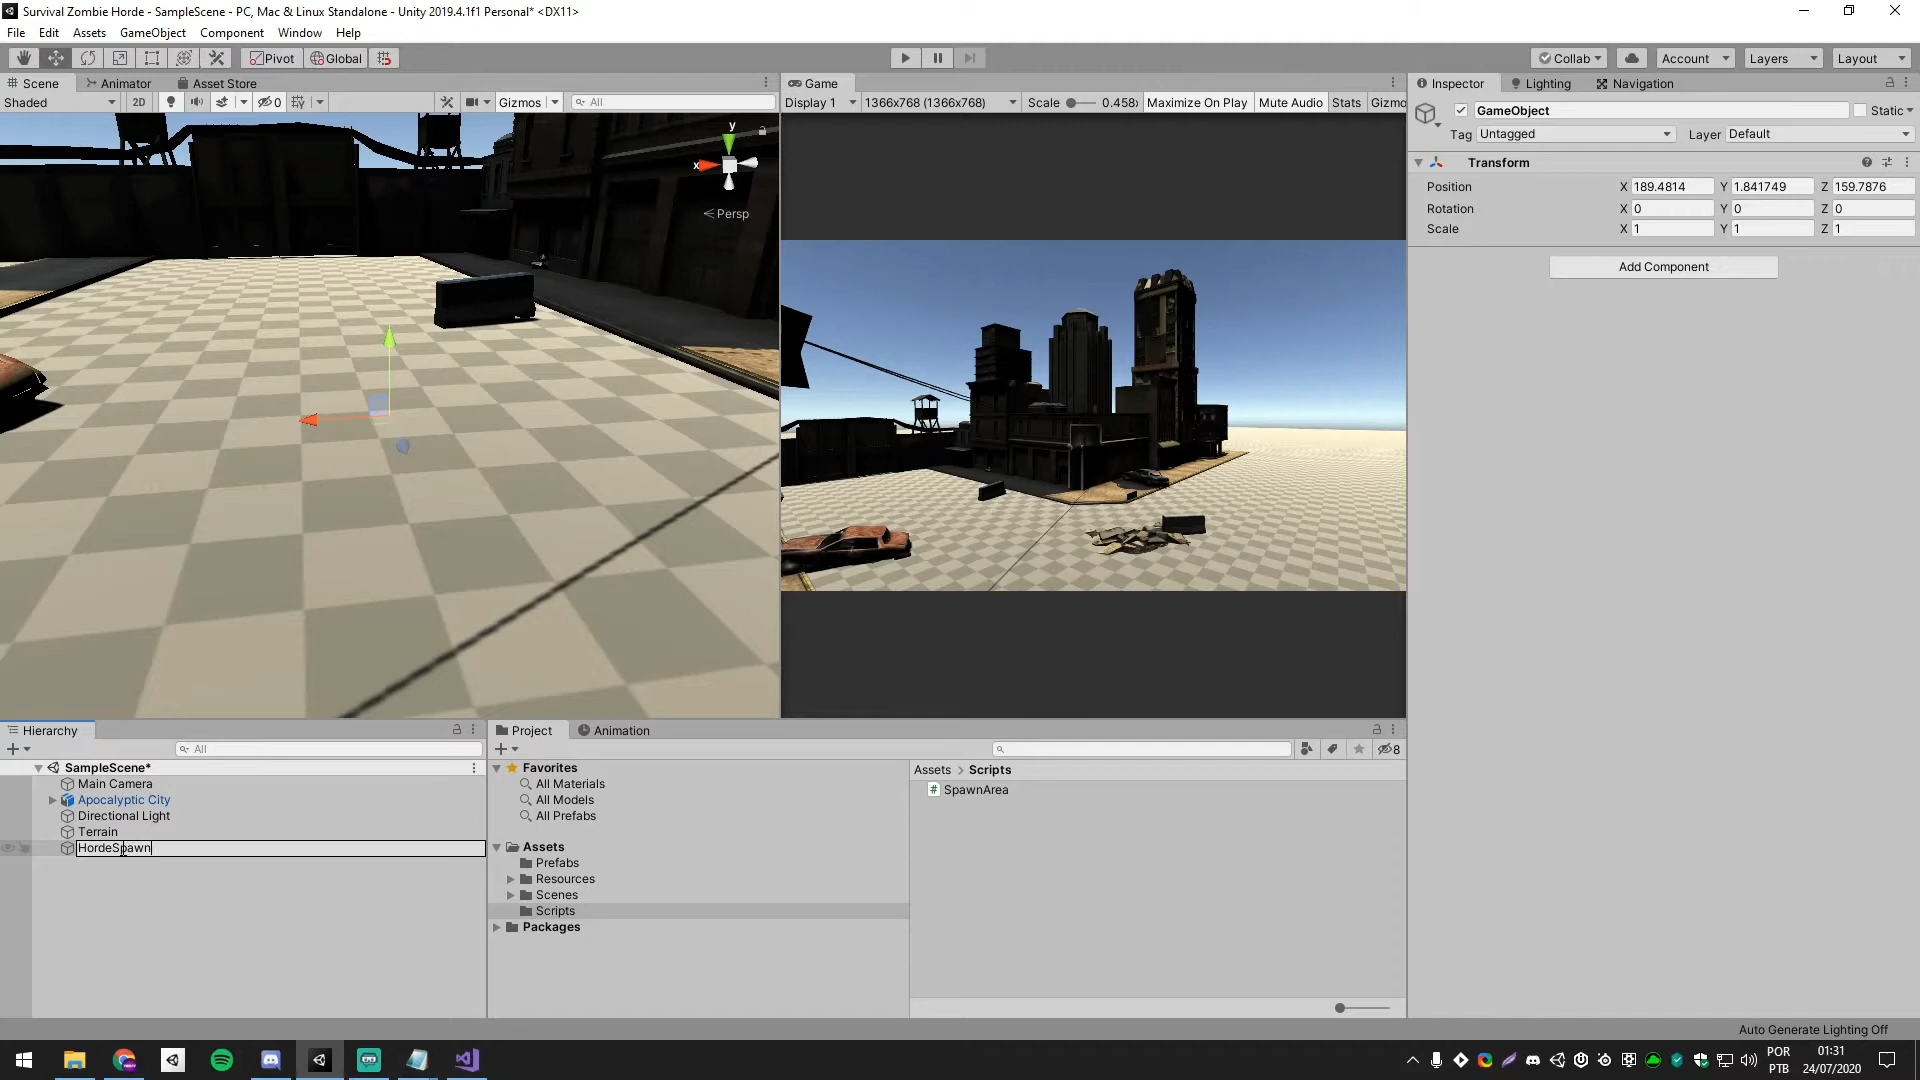 Survival Zombie Horde - SampleScene - PC, Mac & Linux Standalone - Unity 2019.4.1f1 Personal* <DX11>
File Edit Assets GameObject Component Window Help
Pivot Global Collab Account Layers Layout
Scene Animator Asset Store
Shaded 2D 0 Gizmos All
y
x
Persp
Game
Display 1 1366x768 (1366x768) Scale 0.458x Maximize On Play Mute Audio Stats Gizmo
Inspector Lighting Navigation
GameObject Static
Tag Untagged Layer Default
Transform
Position X 189.4814 Y 1.841749 Z 159.7876
Rotation X 0 Y 0 Z 0
Scale X 1 Y 1 Z 1
Add Component
Hierarchy
All
SampleScene*
Main Camera
Apocalyptic City
Directional Light
Terrain
HordeSpawn
Project Animation
8
Favorites
All Materials
All Models
All Prefabs
Assets
Prefabs
Resources
Scenes
Scripts
Packages
Assets > Scripts
# SpawnArea
Auto Generate Lighting Off
POR
PTB
01:31
24/07/2020